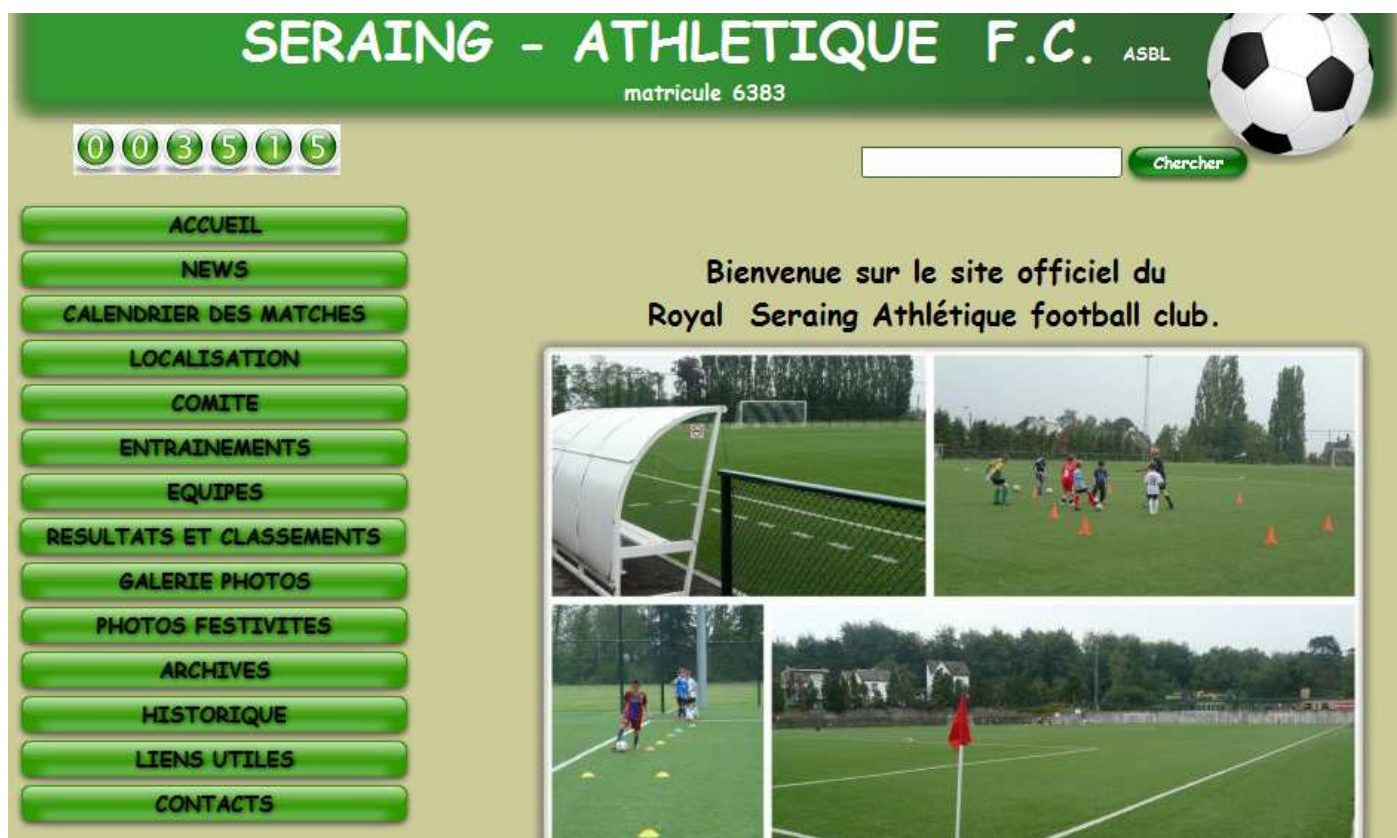 SERAING - ATHLETIQUE F.C. ASBL
matricule 6383
003515
Chercher
ACCUEIL
NEWS
CALENDRIER DES MATCHES
LOCALISATION
COMITE
ENTRAINEMENTS
EQUIPES
RESULTATS ET CLASSEMENTS
GALERIE PHOTOS
PHOTOS FESTIVITES
ARCHIVES
HISTORIQUE
LIENS UTILES
CONTACTS
Bienvenue sur le site officiel du
Royal Seraing Athlétique football club.